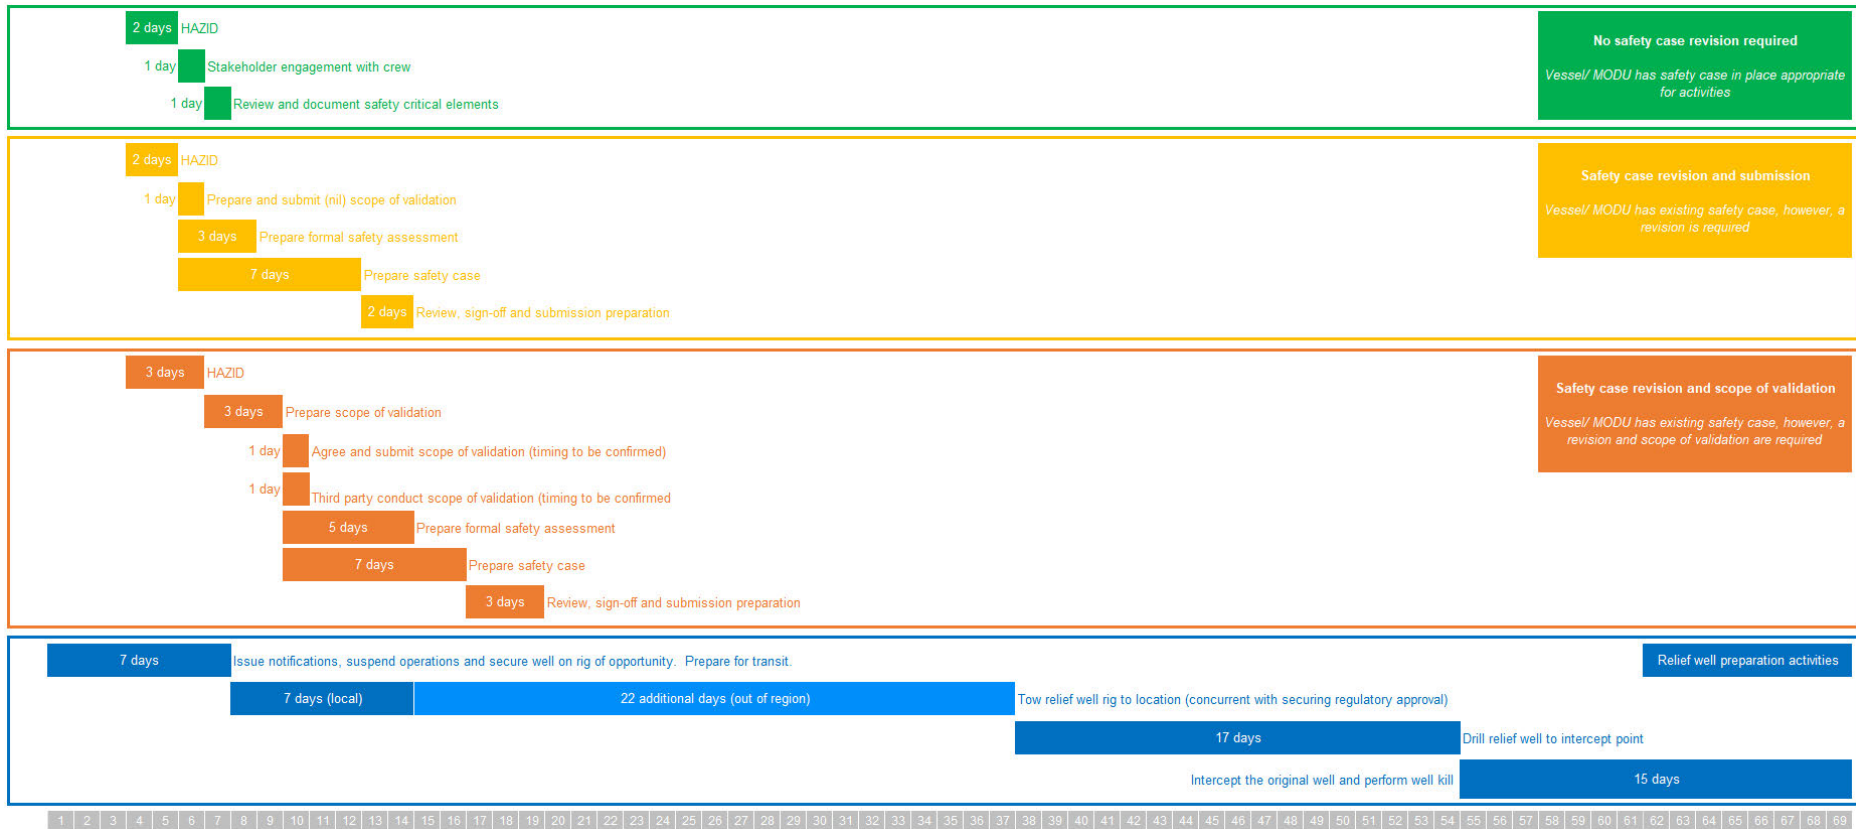 2 days HAZID
1 day Stakeholder engagement with crew
1 day Review and document safety critical elements
No safety case revision required
Vessel/ MODU has safety case in place appropriate
for activities
2 days HAZID
1 day Prepare and submit (nil) scope of validation
3 days Prepare formal safety assessment
7 days Prepare safety case
2 days Review, sign-off and submission preparation
Safety case revision and submission
Vessel/ MODU has existing safety case, however, a
revision is required
3 days HAZID
3 days Prepare scope of validation
1 day Agree and submit scope of validation (timing to be confirmed)
1 day Third party conduct scope of validation (timing to be confirmed
5 days Prepare formal safety assessment
7 days Prepare safety case
3 days Review, sign-off and submission preparation
Safety case revision and scope of validation
Vessel/ MODU has existing safety case, however, a
revision and scope of validation are required
7 days Issue notifications, suspend operations and secure well on rig of opportunity. Prepare for transit.
Relief well preparation activities
7 days (local) 22 additional days (out of region) Tow relief well rig to location (concurrent with securing regulatory approval)
17 days Drill relief well to intercept point
Intercept the original well and perform well kill 15 days
1 2 3 4 5 6 7 8 9 10 11 12 13 14 15 16 17 18 19 20 21 22 23 24 25 26 27 28 29 30 31 32 33 34 35 36 37 38 39 40 41 42 43 44 45 46 47 48 49 50 51 52 53 54 55 56 57 58 59 60 61 62 63 64 65 66 67 68 69